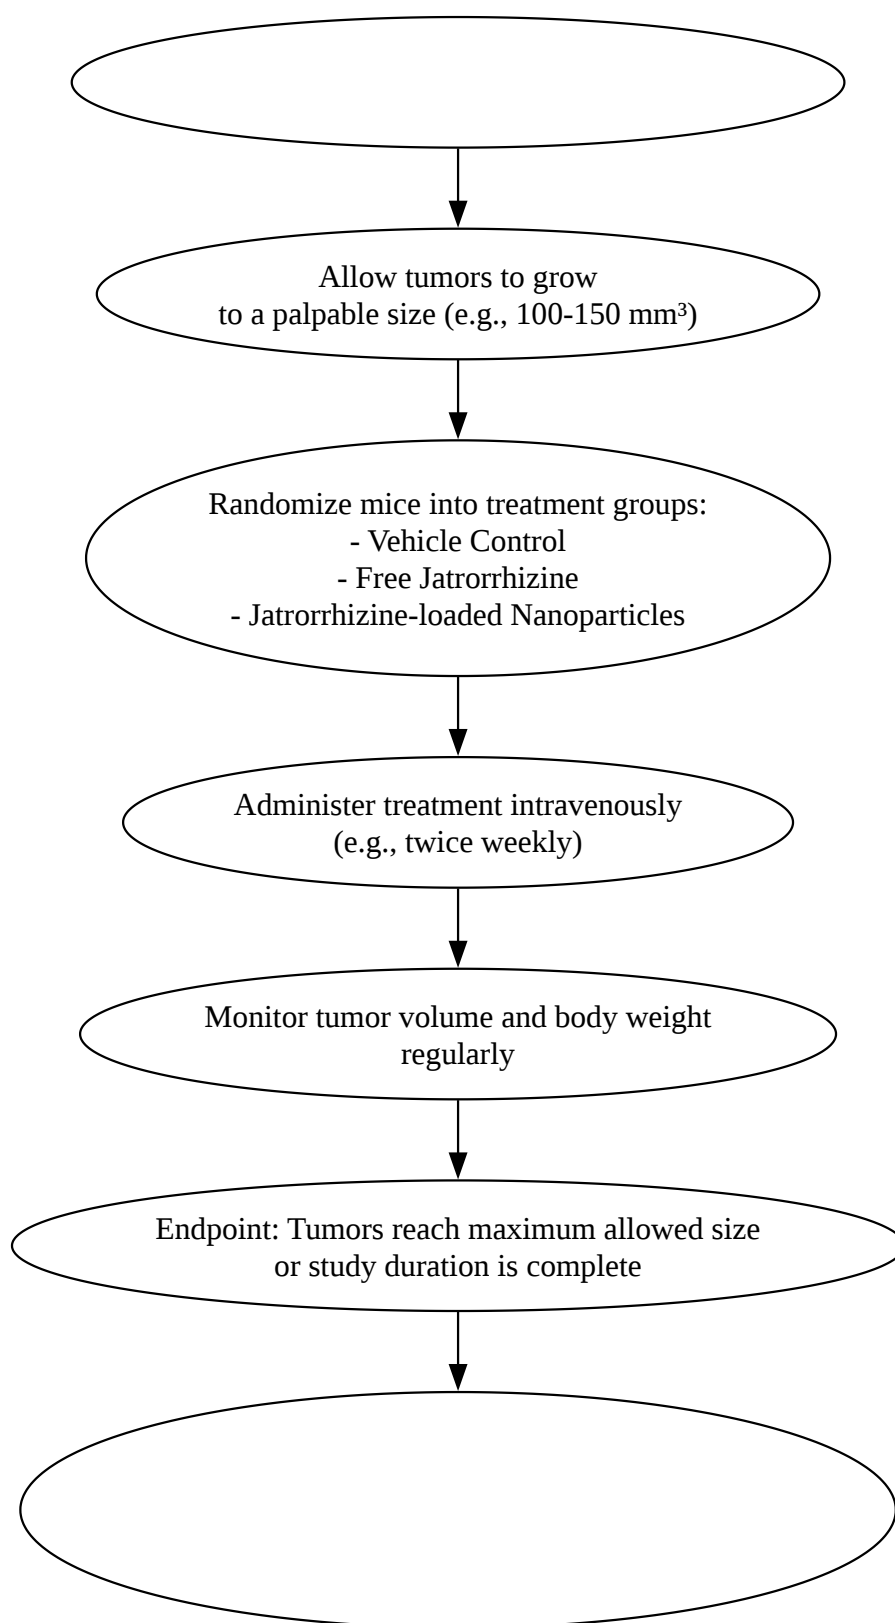 Allow tumors to grow
to a palpable size (e.g., 100-150 mm³)
Randomize mice into treatment groups:
- Vehicle Control
- Free Jatrorrhizine
- Jatrorrhizine-loaded Nanoparticles
Administer treatment intravenously
(e.g., twice weekly)
Monitor tumor volume and body weight
regularly
Endpoint: Tumors reach maximum allowed size
or study duration is complete